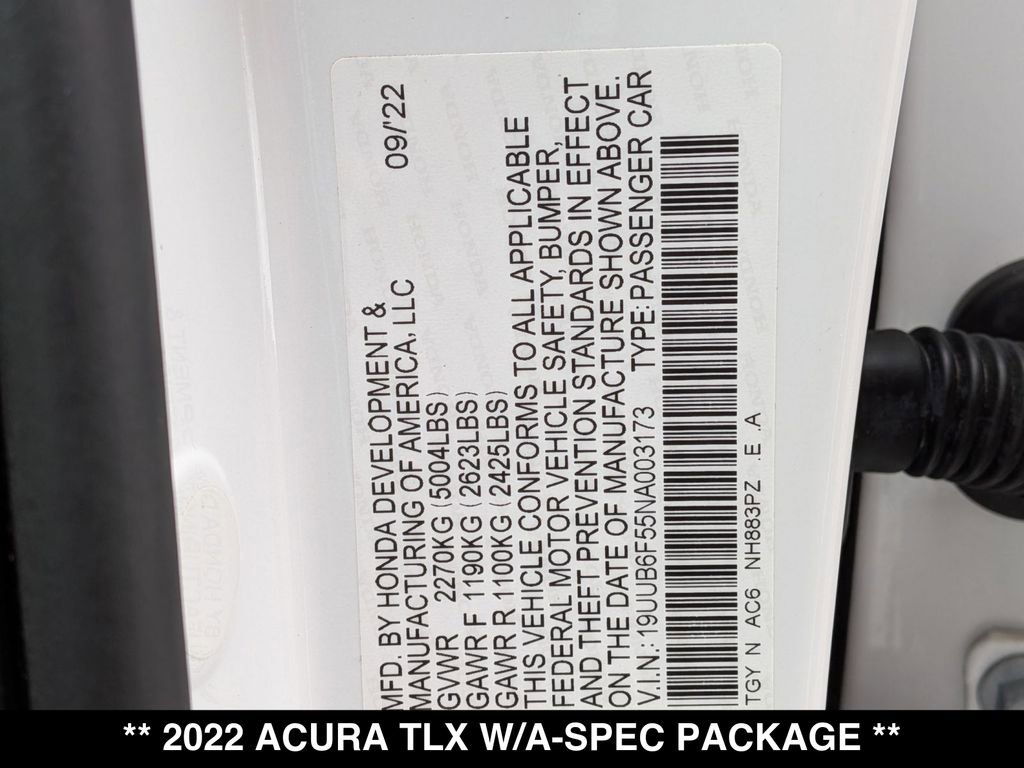 MFD. BY HONDA DEVELOPMENT & 09/'22
MANUFACTURING OF AMERICA, LLC
GVWR 2270KG (5004LBS)
GAWR F 1190KG (2623LBS)
GAWR R 1100KG (2425LBS)
THIS VEHICLE CONFORMS TO ALL APPLICABLE
FEDERAL MOTOR VEHICLE SAFETY, BUMPER,
AND THEFT PREVENTION STANDARDS IN EFFECT
ON THE DATE OF MANUFACTURE SHOWN ABOVE.
V.I.N.: 19UUB6F55NA003173 TYPE: PASSENGER CAR
TGY N AC6 NH883PZ .E .A
** 2022 ACURA TLX W/A-SPEC PACKAGE **